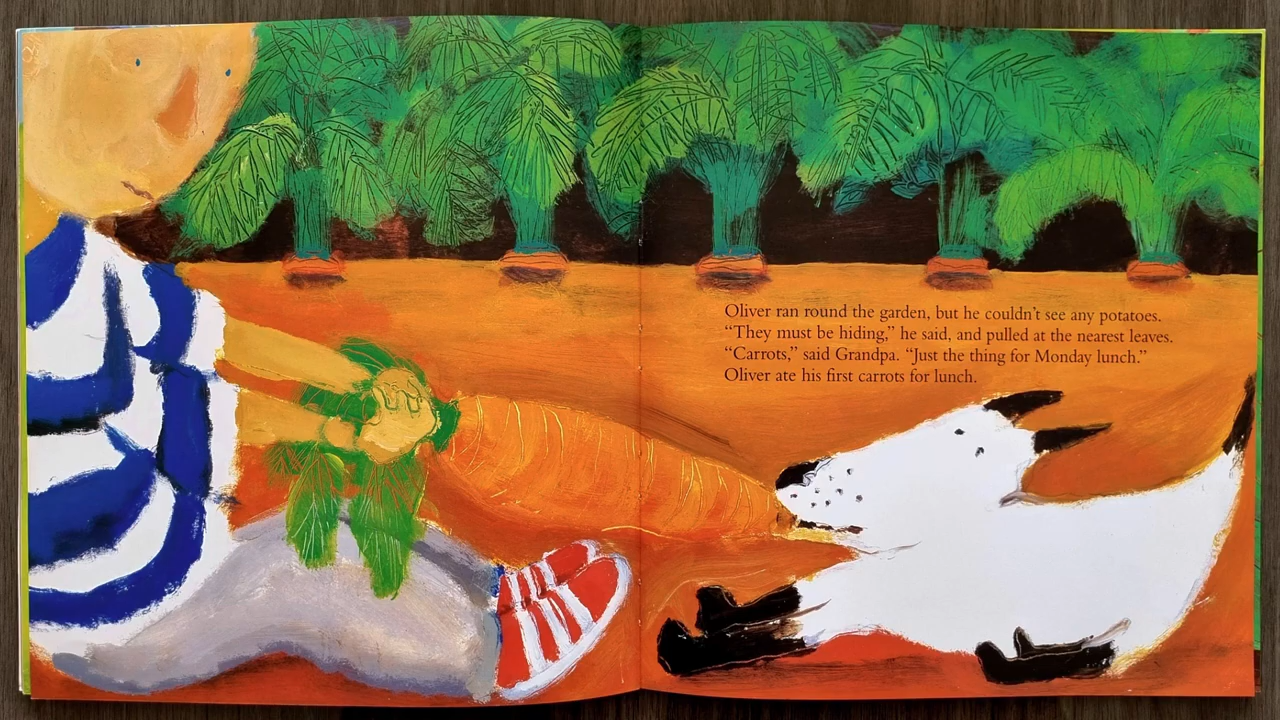 Oliver ran round the garden, but he couldn't see any potatoes.
“They must be hiding,” he said, and pulled at the nearest leaves.
“Carrots,” said Grandpa. “Just the thing for Monday lunch.”
Oliver ate his first carrots for lunch.